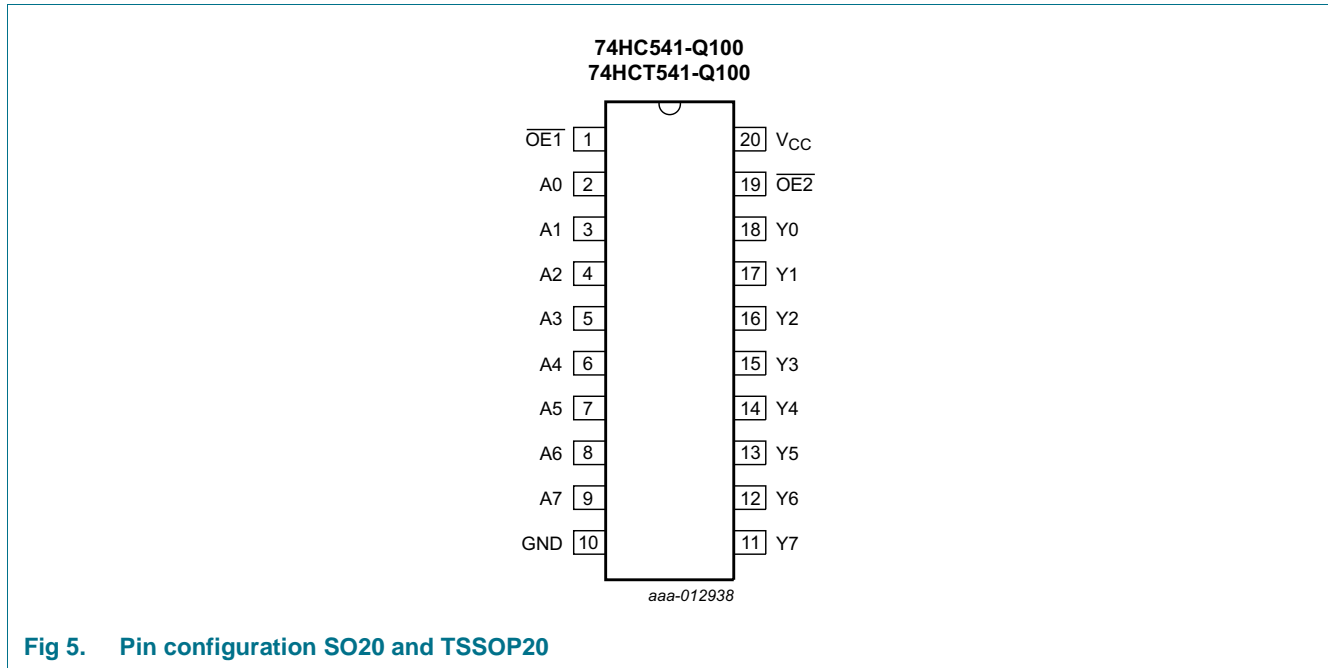 74HC541-Q100
74HCT541-Q100
O̅E̅1̅ 1 20 VCC
A0 2 19 O̅E̅2̅
A1 3 18 Y0
A2 4 17 Y1
A3 5 16 Y2
A4 6 15 Y3
A5 7 14 Y4
A6 8 13 Y5
A7 9 12 Y6
GND 10 11 Y7
aaa-012938
Fig 5. Pin configuration SO20 and TSSOP20